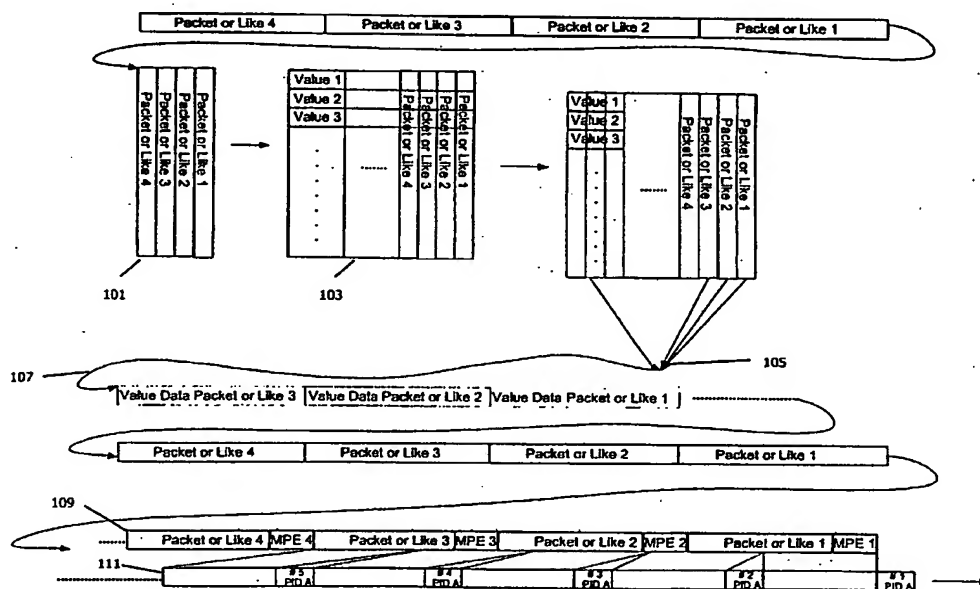 Packet or Like 4 Packet or Like 3 Packet or Like 2 Packet or Like 1
Packet or Like 4
Packet or Like 3
Packet or Like 2
Packet or Like 1
Value 1
Value 2
Value 3
Packet or Like 4
Packet or Like 3
Packet or Like 2
Packet or Like 1
Value 1
Value 2
Value 3
Packet or Like 4
Packet or Like 3
Packet or Like 2
Packet or Like 1
101
103
105
107
Value Data Packet or Like 3 Value Data Packet or Like 2 Value Data Packet or Like 1
Packet or Like 4 Packet or Like 3 Packet or Like 2 Packet or Like 1
109
Packet or Like 4 MPE 4 Packet or Like 3 MPE 3 Packet or Like 2 MPE 2 Packet or Like 1 MPE 1
111
#5 #4 #3 #2 #1
PID A PID A PID A PID A PID A